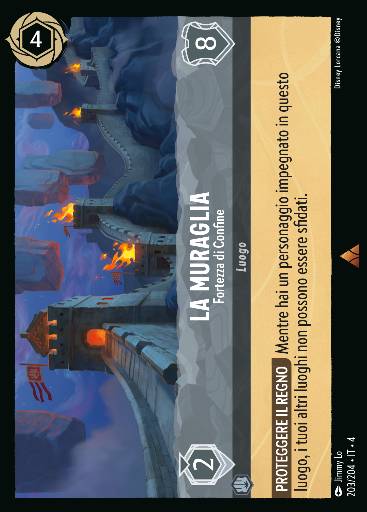 4
8
LA MURAGLIA
Fortezza di Confine
Luogo
2
PROTEGGERE IL REGNO Mentre hai un personaggio impegnato in questo
luogo, i tuoi altri luoghi non possono essere sfidati.
Jimmy Lo
203/204 • IT • 4
Disney Lorcana ©Disney